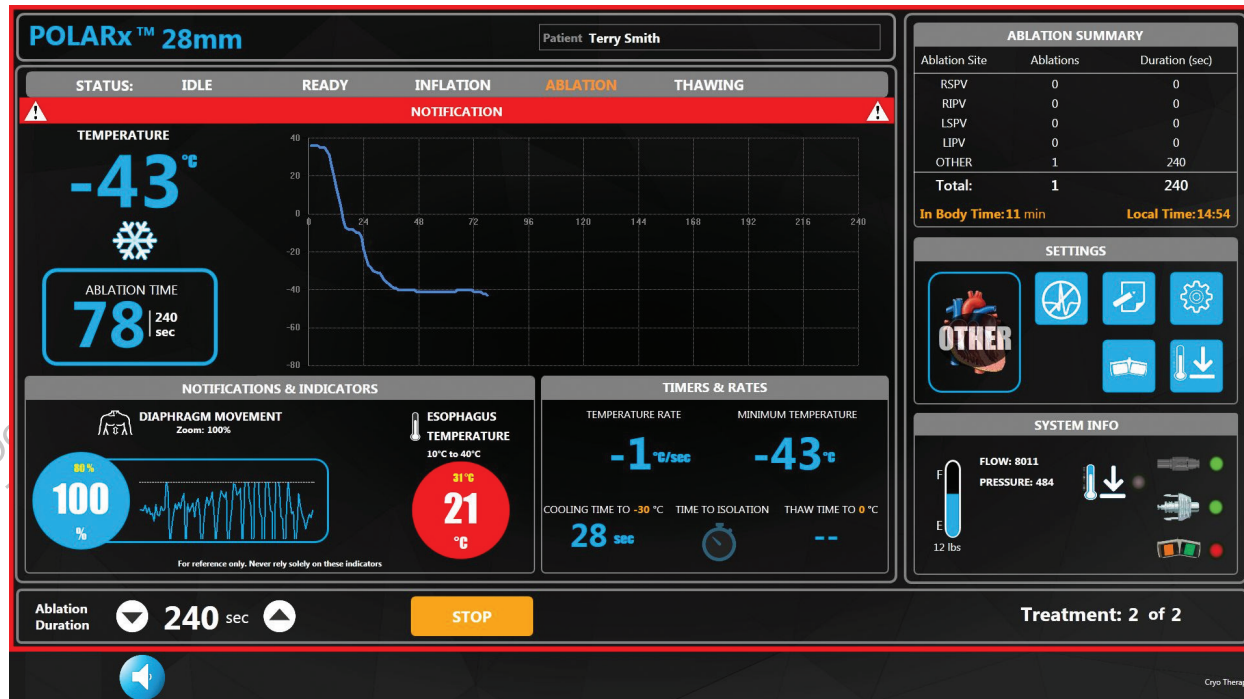 POLARx™ 28mm
Patient Terry Smith
STATUS: IDLE READY INFLATION ABLATION THAWING
NOTIFICATION
TEMPERATURE
-43 °C
ABLATION TIME
78 240 sec
40
20
0
-20
-40
-60
-80
0 24 48 72 96 120 144 168 192 216 240
NOTIFICATIONS & INDICATORS
DIAPHRAGM MOVEMENT
Zoom: 100%
80 %
100
%
ESOPHAGUS
TEMPERATURE
10°C to 40°C
31 °C
21
°C
For reference only. Never rely solely on these indicators
TIMERS & RATES
TEMPERATURE RATE MINIMUM TEMPERATURE
-1 °C/sec -43 °C
COOLING TIME TO -30 °C TIME TO ISOLATION THAW TIME TO 0 °C
28 sec --
Ablation
Duration
240 sec
STOP
Treatment: 2 of 2
ABLATION SUMMARY
Ablation Site Ablations Duration (sec)
RSPV 0 0
RIPV 0 0
LSPV 0 0
LIPV 0 0
OTHER 1 240
Total: 1 240
In Body Time: 11 min Local Time: 14:54
SETTINGS
OTHER
SYSTEM INFO
F
E
12 lbs
FLOW: 8011
PRESSURE: 484